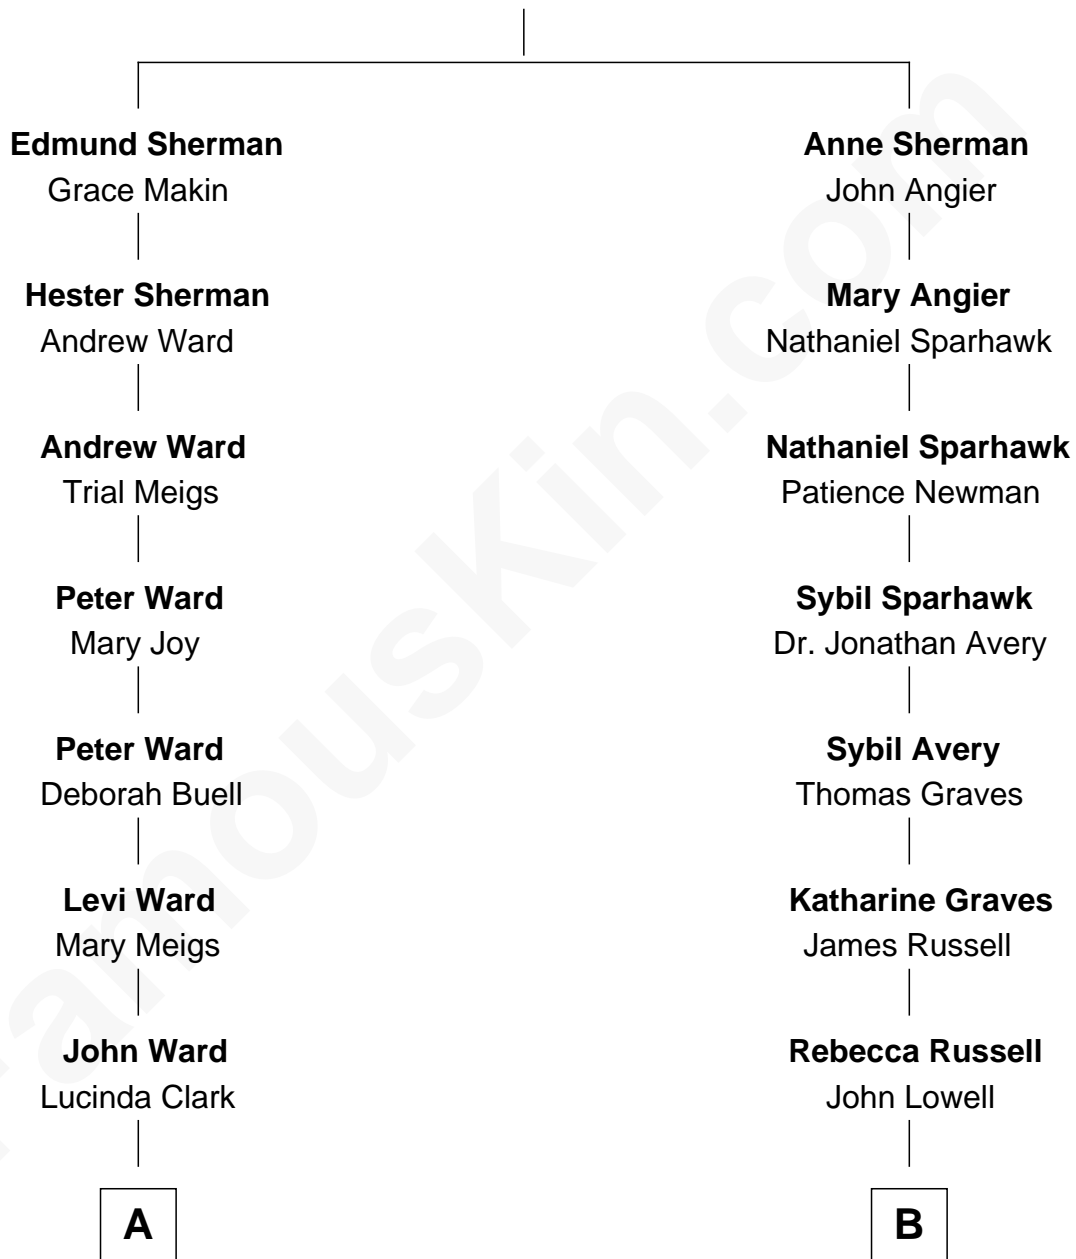 Edmund Sherman
Grace Makin
Hester Sherman
Andrew Ward
Andrew Ward
Trial Meigs
Peter Ward
Mary Joy
Peter Ward
Deborah Buell
Levi Ward
Mary Meigs
John Ward
Lucinda Clark
A
Anne Sherman
John Angier
Mary Angier
Nathaniel Sparhawk
Nathaniel Sparhawk
Patience Newman
Sybil Sparhawk
Dr. Jonathan Avery
Sybil Avery
Thomas Graves
Katharine Graves
James Russell
Rebecca Russell
John Lowell
B
FamousKin.com